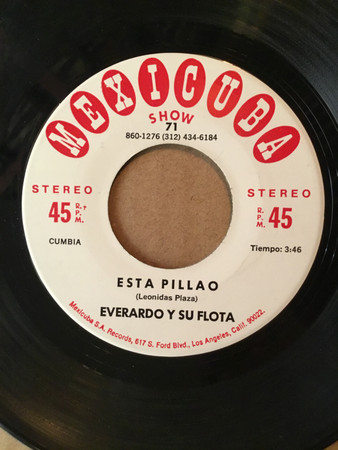 MEXICUBA
SHOW
71
860-1276 (312) 434-6184
STEREO
45 R.P.M.
CUMBIA
STEREO
R.P.M. 45
Tiempo: 3:46
ESTA PILLAO
(Leonidas Plaza)
EVERARDO Y SU FLOTA
Mexicuba S.A. Records, 617 S. Ford Blvd., Los Angeles, Calif. 90022.